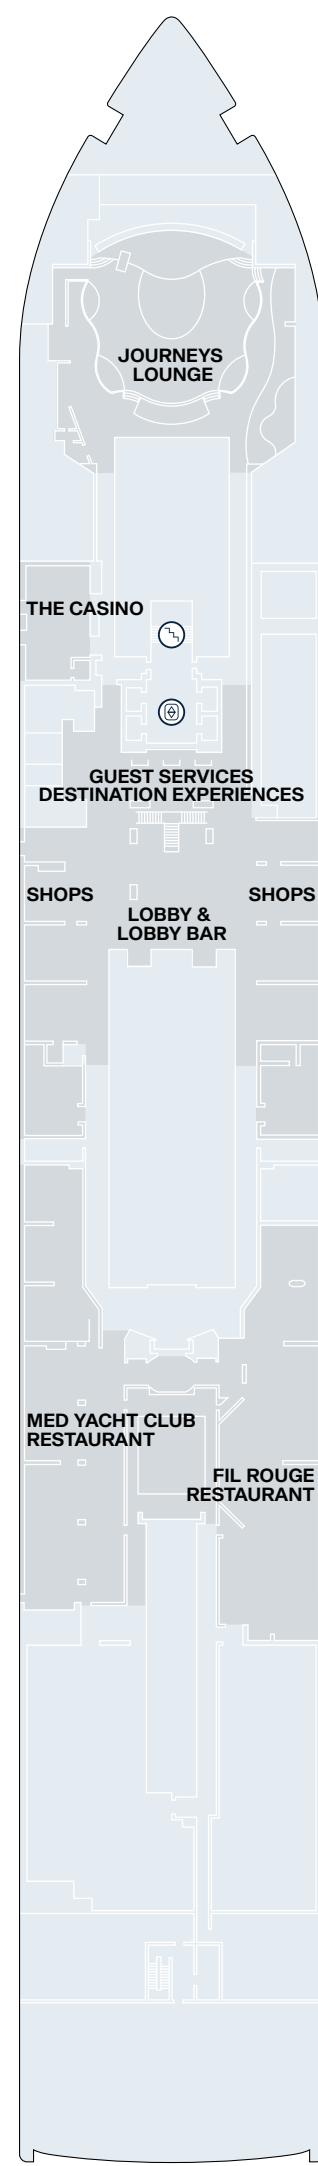 JOURNEYS
LOUNGE
THE CASINO
GUEST SERVICES
DESTINATION EXPERIENCES
SHOPS
SHOPS
LOBBY &
LOBBY BAR
MED YACHT CLUB
RESTAURANT
FIL ROUGE
RESTAURANT